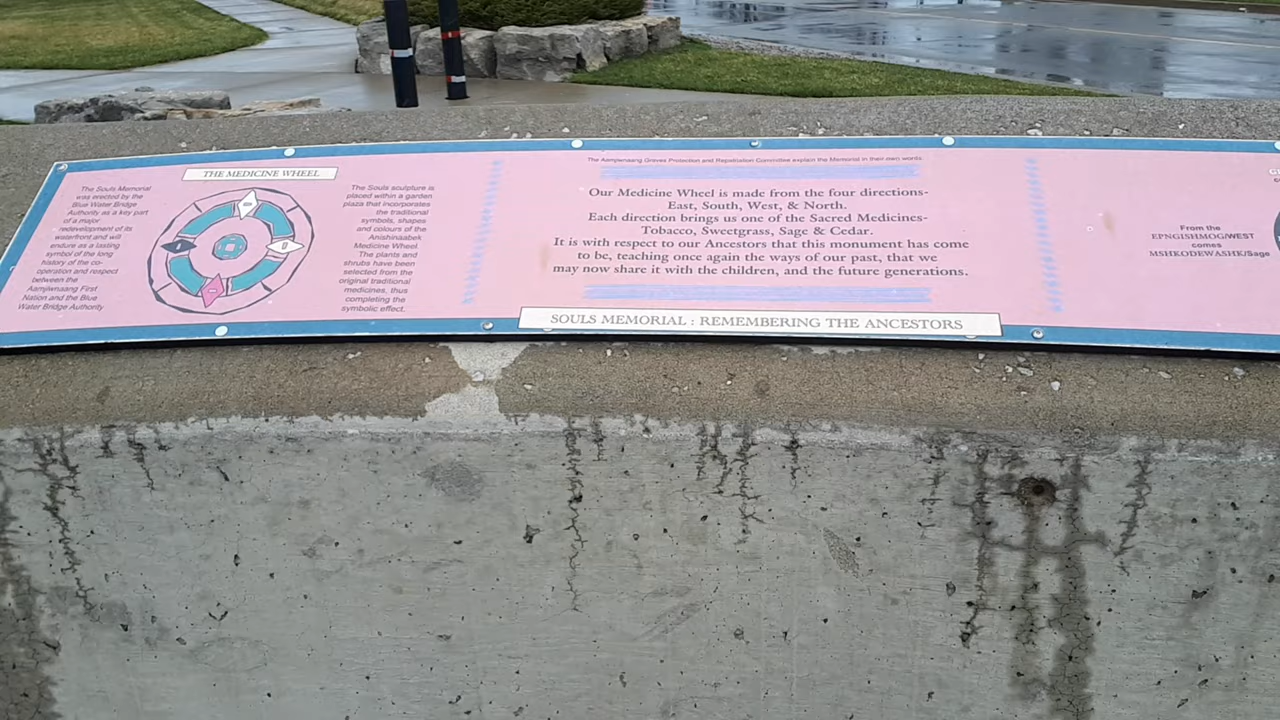 THE MEDICINE WHEEL
The Souls Memorial
was erected by the
Blue Water Bridge
Authority as a key part
of a major
redevelopment of its
waterfront and will
endure as a lasting
symbol of the long
history of the co-
operation and respect
between the
Aamjiwnaang First
Nation and the Blue
Water Bridge Authority
The Souls sculpture is
placed within a garden
plaza that incorporates
the traditional
symbols, shapes
and colours of the
Anishinaabek
Medicine Wheel.
The plants and
shrubs have been
selected from the
original traditional
medicines, thus
completing the
symbolic effect.
The Aamjiwnaang Graves Protection and Repatriation Committee explain the Memorial in their own words.
Our Medicine Wheel is made from the four directions-
East, South, West, & North.
Each direction brings us one of the Sacred Medicines-
Tobacco, Sweetgrass, Sage & Cedar.
It is with respect to our Ancestors that this monument has come
to be, teaching once again the ways of our past, that we
may now share it with the children, and the future generations.
SOULS MEMORIAL : REMEMBERING THE ANCESTORS
From the
EPNGISHMOG/WEST
comes
MSHKODEWASHK/Sage